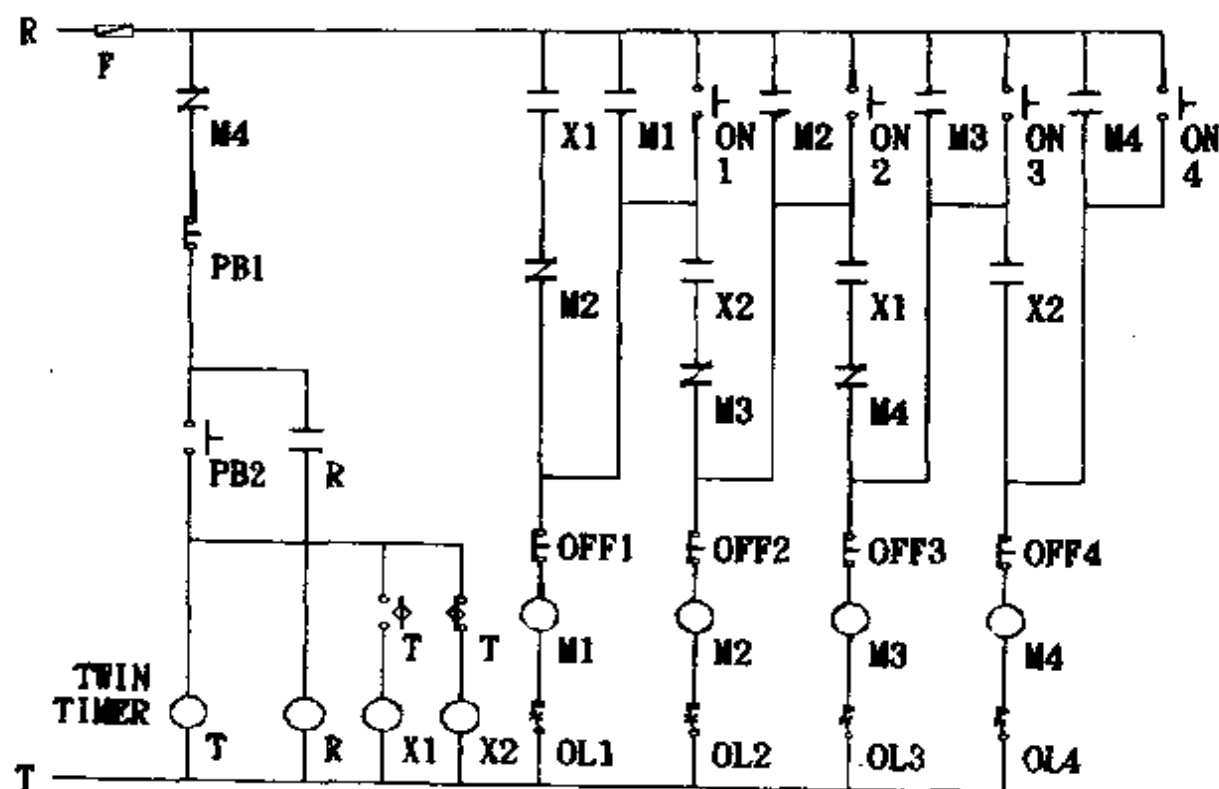 R
F
M4
X1
M1
ON
1
M2
ON
2
M3
ON
3
M4
ON
4
PB1
M2
X2
X1
X2
M3
M4
PB2
R
OFF1
OFF2
OFF3
OFF4
T
T
M1
M2
M3
M4
TWIN
TIMER
T
R
X1
X2
OL1
OL2
OL3
OL4
T